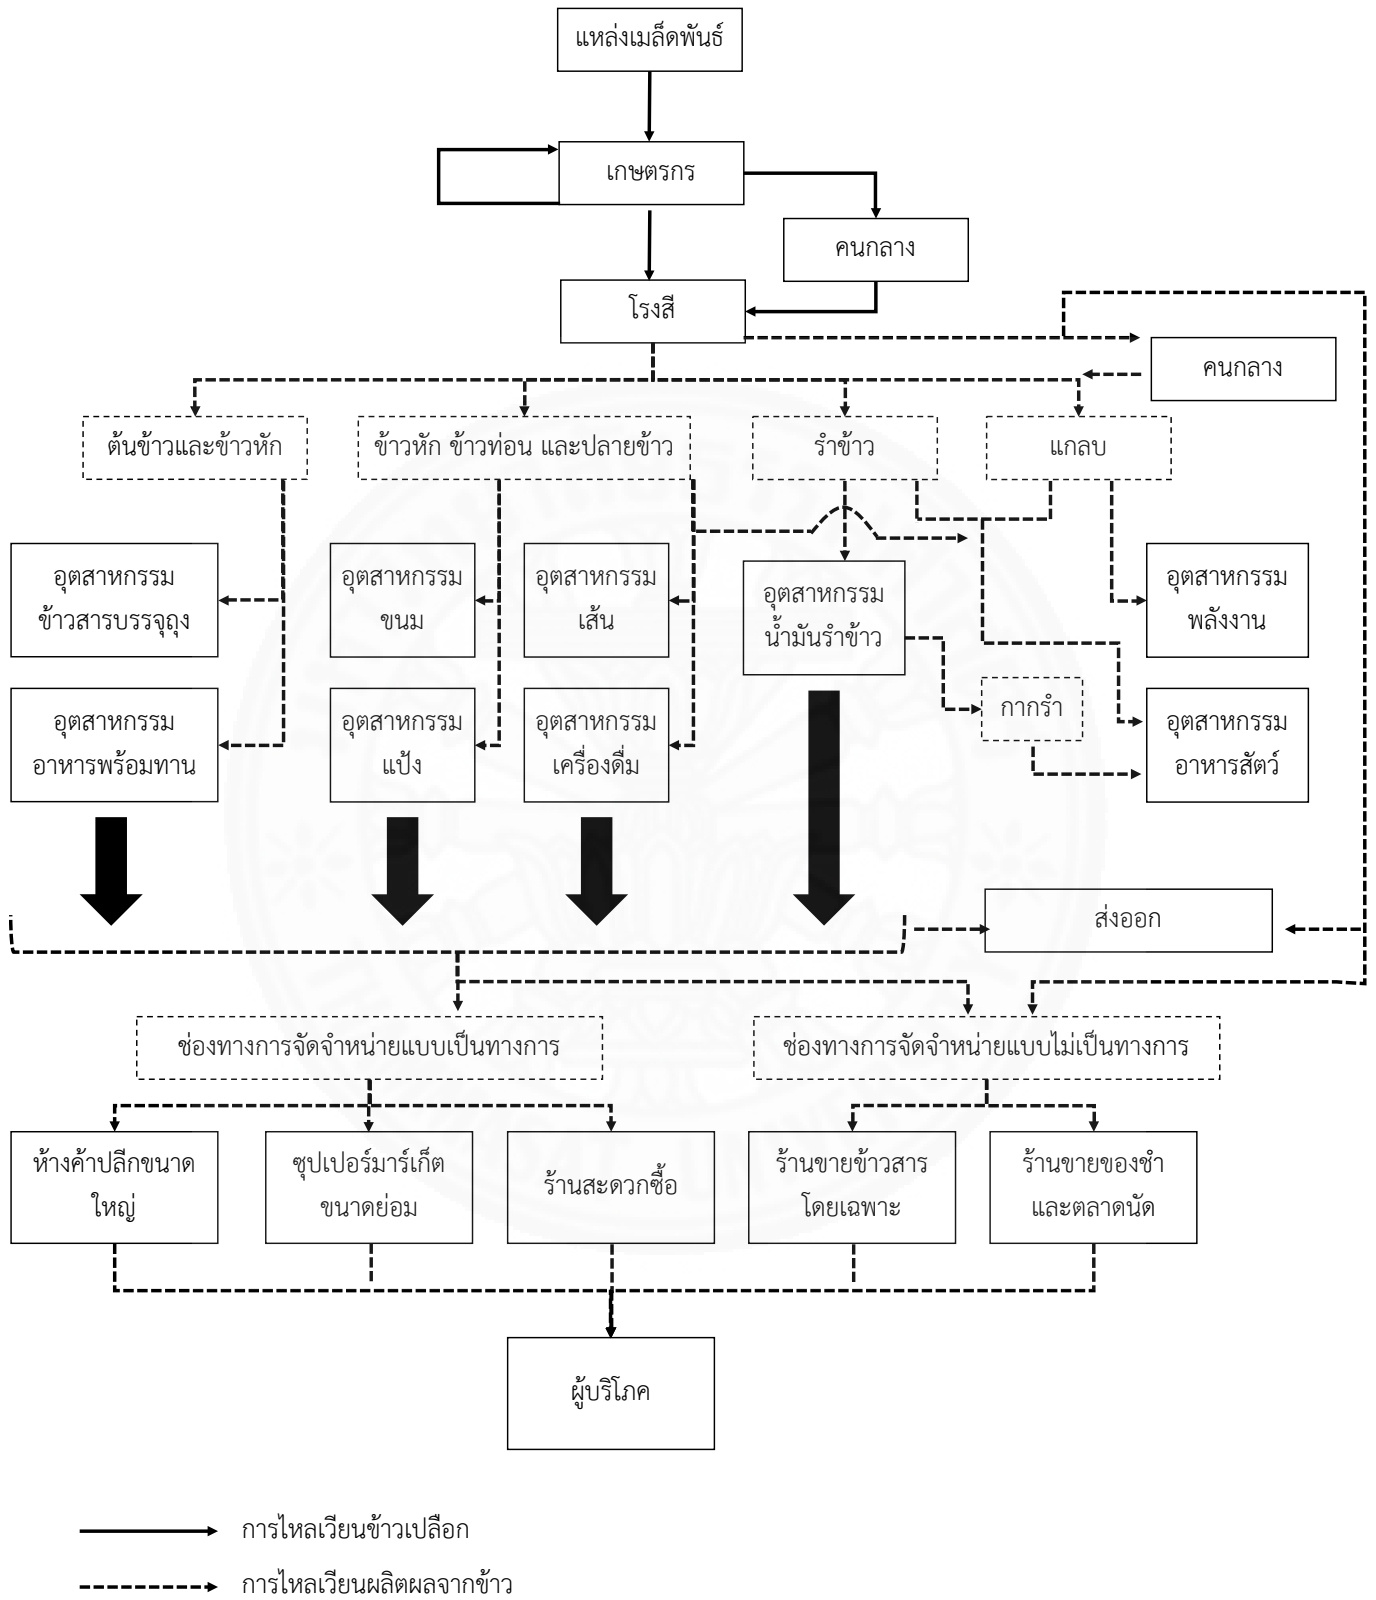 แหล่งเมล็ดพันธ์
เกษตรกร
คนกลาง
โรงสี
คนกลาง
ต้นข้าวและข้าวหัก
ข้าวหัก ข้าวท่อน และปลายข้าว
รำข้าว
แกลบ
อุตสาหกรรม
ข้าวสารบรรจุถุง
อุตสาหกรรม
ขนม
อุตสาหกรรม
เส้น
อุตสาหกรรม
น้ำมันรำข้าว
อุตสาหกรรม
พลังงาน
อุตสาหกรรม
อาหารพร้อมทาน
อุตสาหกรรม
แป้ง
อุตสาหกรรม
เครื่องดื่ม
กากรำ
อุตสาหกรรม
อาหารสัตว์
ส่งออก
ช่องทางการจัดจำหน่ายแบบเป็นทางการ
ช่องทางการจัดจำหน่ายแบบไม่เป็นทางการ
ห้างค้าปลีกขนาด
ใหญ่
ซุปเปอร์มาร์เก็ต
ขนาดย่อม
ร้านสะดวกซื้อ
ร้านขายข้าวสาร
โดยเฉพาะ
ร้านขายของชำ
และตลาดนัด
ผู้บริโภค
การไหลเวียนข้าวเปลือก
การไหลเวียนผลิตผลจากข้าว